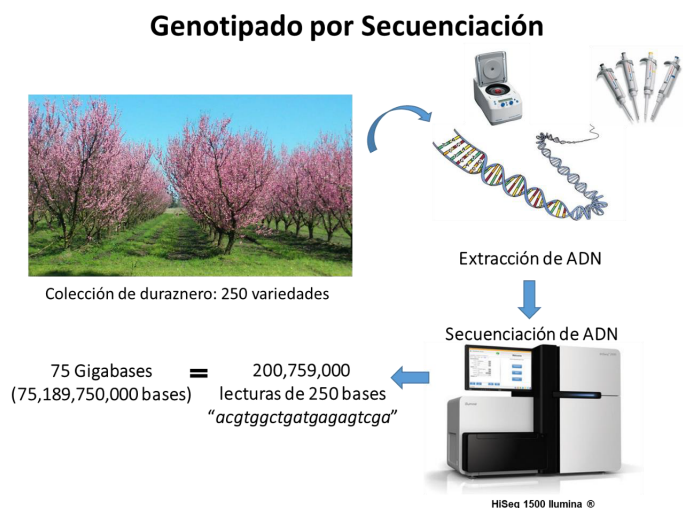 Genotipado por Secuenciación
Colección de duraznero: 250 variedades
Extracción de ADN
Secuenciación de ADN
75 Gigabases
(75,189,750,000 bases)
=
200,759,000
lecturas de 250 bases
“acgtggctgatgagagtcga”
HiSeq 1500 Ilumina ®